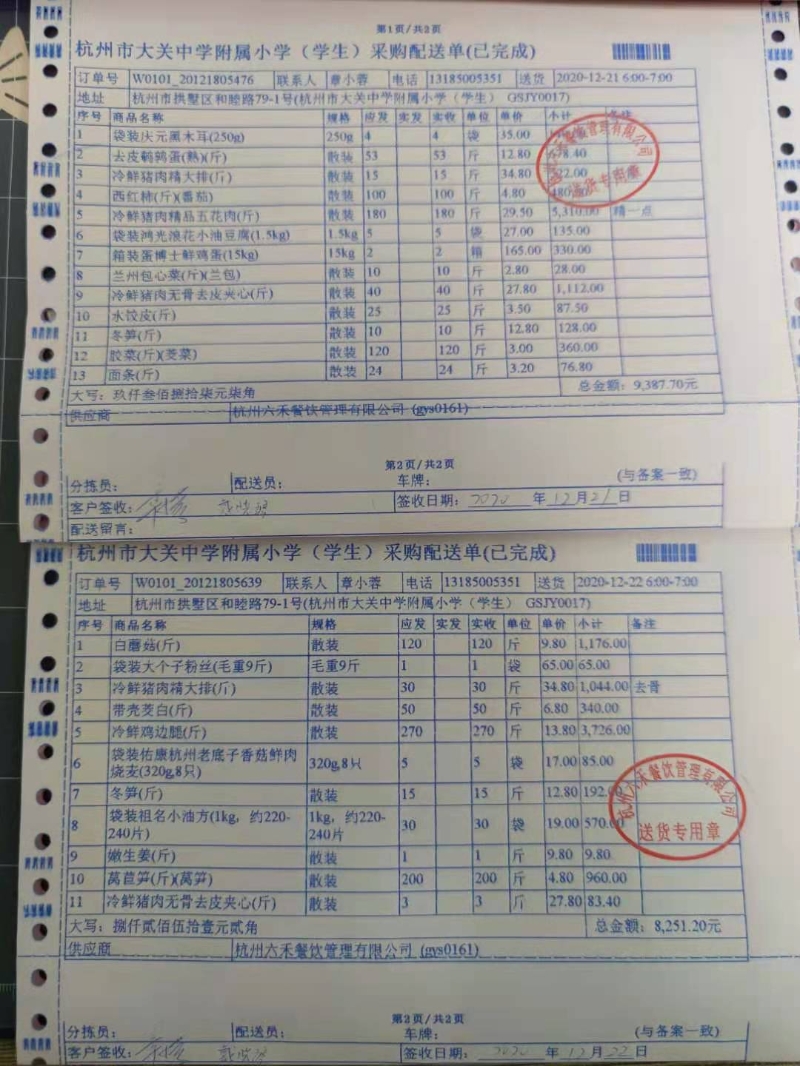 第1页/共2页
杭州市大关中学附属小学（学生）采购配送单(已完成)
订单号 W0101_20121805476 联系人 章小蓉 电话 13185005351 送货 2020-12-21 6:00-7:00
地址 杭州市拱墅区和睦路79-1号(杭州市大关中学附属小学（学生） GSJY0017)
序号 商品名称 规格 应发 实发 实收 单位 单价 小计 备注
1 袋装庆元黑木耳(250g) 250g 4 4 袋 35.00
2 去皮鹌鹑蛋(熟)(斤) 散装 53 53 斤 12.80 678.40
3 冷鲜猪肉精大排(斤) 散装 15 15 斤 34.80 522.00
4 西红柿(斤)(番茄) 散装 100 100 斤 4.80 480.00
5 冷鲜猪肉精品五花肉(斤) 散装 180 180 斤 29.50 5,310.00 精一点
6 袋装鸿光浪花小油豆腐(1.5kg) 1.5kg 5 5 袋 27.00 135.00
7 箱装蛋博士鲜鸡蛋(15kg) 15kg 2 2 箱 165.00 330.00
8 兰州包心菜(斤)(兰包) 散装 10 10 斤 2.80 28.00
9 冷鲜猪肉无骨去皮夹心(斤) 散装 40 40 斤 27.80 1,112.00
10 水饺皮(斤) 散装 25 25 斤 3.50 87.50
11 冬笋(斤) 散装 10 10 斤 12.80 128.00
12 胶菜(斤)(菱菜) 散装 120 120 斤 3.00 360.00
13 面条(斤) 散装 24 24 斤 3.20 76.80
大写：玖仟叁佰捌拾柒元柒角 总金额：9,387.70元
供应商 杭州六禾餐饮管理有限公司 (gys0161)
送货专用章
第2页/共2页
分拣员： 配送员： 车牌： (与备案一致)
客户签收： 签收日期：2020 年 12 月 21 日
配送留言：
杭州市大关中学附属小学（学生）采购配送单(已完成)
订单号 W0101_20121805639 联系人 章小蓉 电话 13185005351 送货 2020-12-22 6:00-7:00
地址 杭州市拱墅区和睦路79-1号(杭州市大关中学附属小学（学生） GSJY0017)
序号 商品名称 规格 应发 实发 实收 单位 单价 小计 备注
1 白蘑菇(斤) 散装 120 120 斤 9.80 1,176.00
2 袋装大个子粉丝(毛重9斤) 毛重9斤 1 1 袋 65.00 65.00
3 冷鲜猪肉精大排(斤) 散装 30 30 斤 34.80 1,044.00 去骨
4 带壳茭白(斤) 散装 50 50 斤 6.80 340.00
5 冷鲜鸡边腿(斤) 散装 270 270 斤 13.80 3,726.00
6 袋装佑康杭州老底子香菇鲜肉
烧麦(320g,8只) 320g,8只 5 5 袋 17.00 85.00
7 冬笋(斤) 散装 15 15 斤 12.80 192.00
8 袋装祖名小油方(1kg，约220-
240片) 1kg，约220-
240片 30 30 袋 19.00 570.00
9 嫩生姜(斤) 散装 1 1 斤 9.80 9.80
10 莴苣笋(斤)(莴笋) 散装 200 200 斤 4.80 960.00
11 冷鲜猪肉无骨去皮夹心(斤) 散装 3 3 斤 27.80 83.40
大写：捌仟贰佰伍拾壹元贰角 总金额：8,251.20元
供应商 杭州六禾餐饮管理有限公司 (gys0161)
杭州六禾餐饮管理有限公司
送货专用章
第2页/共2页
分拣员： 配送员： 车牌： (与备案一致)
客户签收： 签收日期：2020 年 12 月 22 日